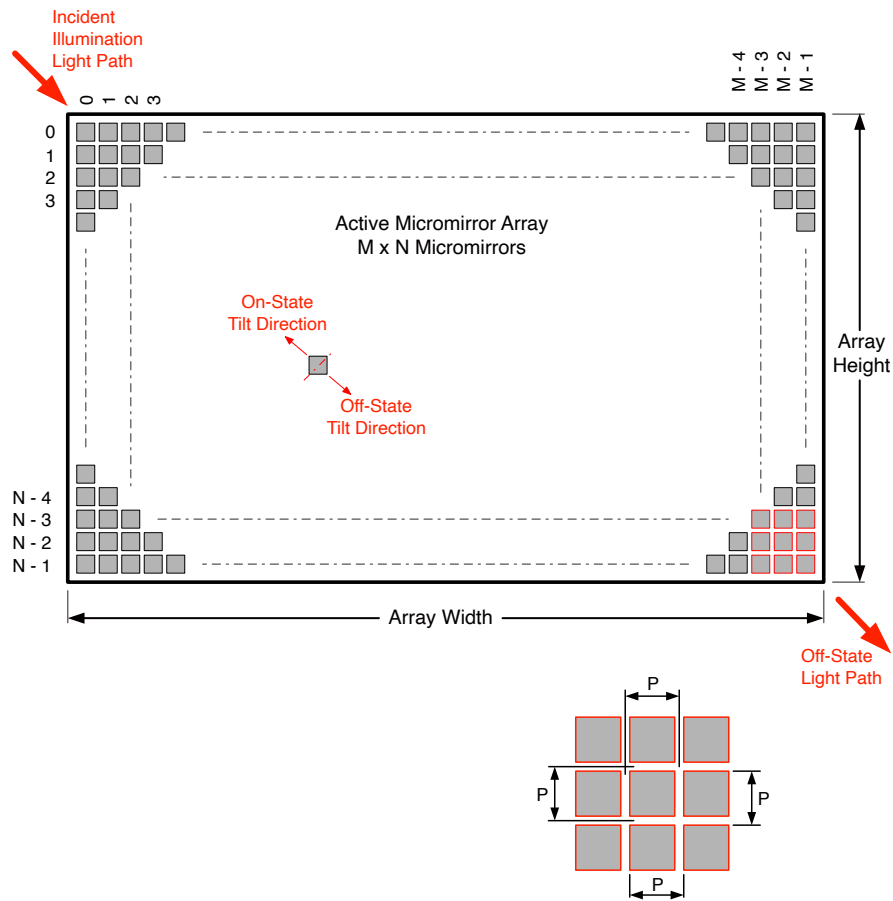 Incident
Illumination
Light Path
0
1
2
3
M - 4
M - 3
M - 2
M - 1
0
1
2
3
Active Micromirror Array
M x N Micromirrors
On-State
Tilt Direction
Off-State
Tilt Direction
Array
Height
N - 4
N - 3
N - 2
N - 1
Array Width
Off-State
Light Path
P
P
P
P